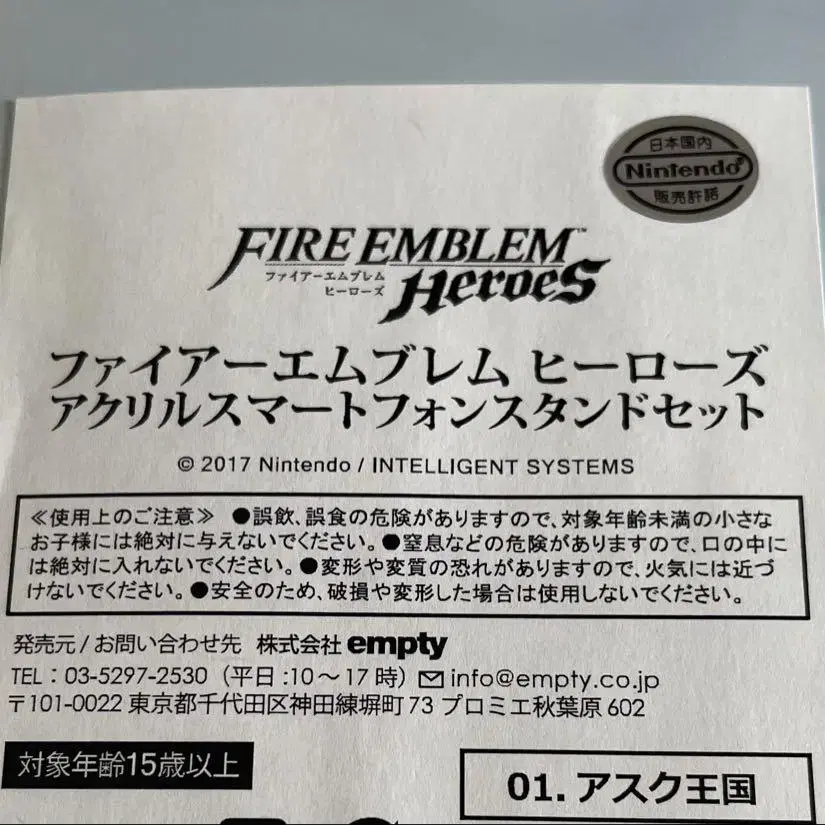 日本国内
Nintendo
販売許諾
FIRE EMBLEM™
ファイアーエムブレム
ヒーローズ
Heroes
ファイアーエムブレム ヒーローズ
アクリルスマートフォンスタンドセット
© 2017 Nintendo / INTELLIGENT SYSTEMS
≪使用上のご注意≫ ●誤飲、誤食の危険がありますので、対象年齢未満の小さな
お子様には絶対に与えないでください。●窒息などの危険がありますので、口の中に
は絶対に入れないでください。●変形や変質の恐れがありますので、火気には近づ
けないでください。●安全のため、破損や変形した場合は使用しないでください。
発売元 / お問い合わせ先 株式会社 empty
TEL：03-5297-2530（平日:10～17時）info@empty.co.jp
〒101-0022 東京都千代田区神田練塀町 73 プロミエ秋葉原 602
対象年齢15歳以上
01. アスク王国